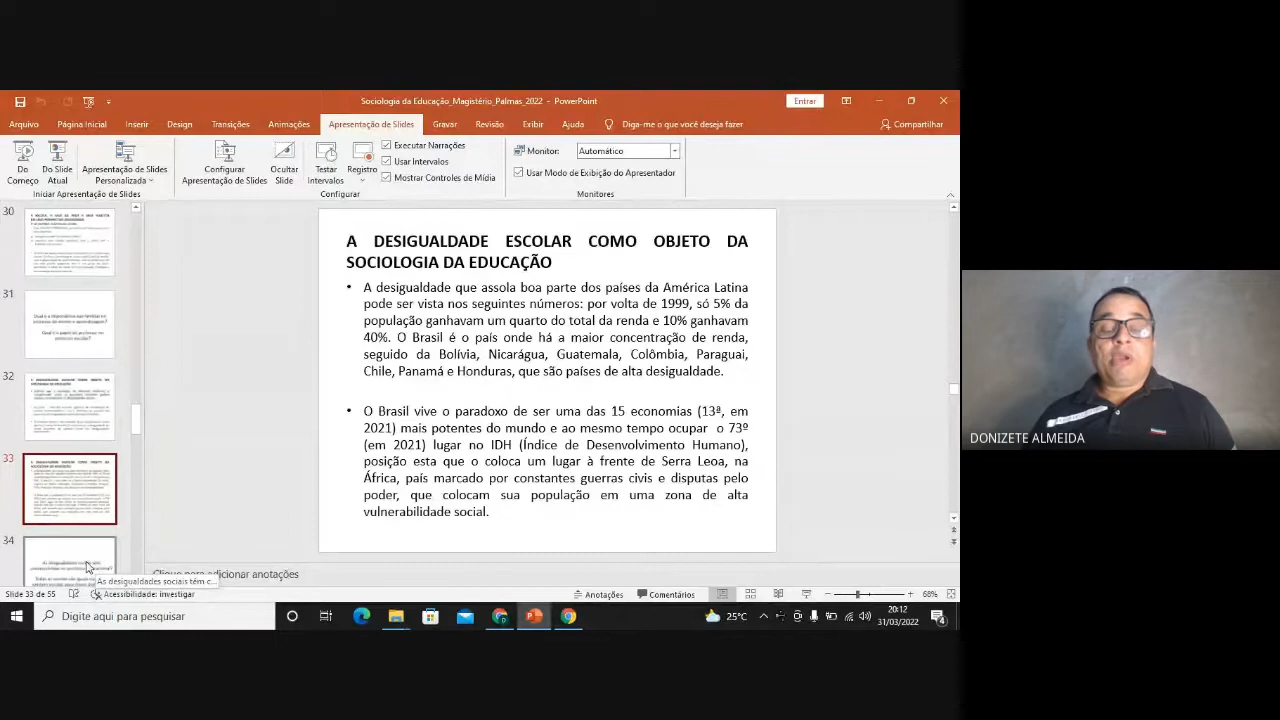 Sociologia da Educação_Magistério_Palmas_2022 - PowerPoint
Entrar
Arquivo Página Inicial Inserir Design Transições Animações Apresentação de Slides Gravar Revisão Exibir Ajuda Diga-me o que você deseja fazer Compartilhar
Do Começo
Do Slide Atual
Apresentação de Slides Personalizada
Configurar Apresentação de Slides
Ocultar Slide
Testar Intervalos
Registro
Executar Narrações
Usar Intervalos
Mostrar Controles de Mídia
Monitor: Automático
Usar Modo de Exibição do Apresentador
Iniciar Apresentação de Slides
Configurar
Monitores
30
31
32
33
34
A DESIGUALDADE ESCOLAR COMO OBJETO DA
SOCIOLOGIA DA EDUCAÇÃO
• A desigualdade que assola boa parte dos países da América Latina
pode ser vista nos seguintes números: por volta de 1999, só 5% da
população ganhavam um quarto do total da renda e 10% ganhavam
40%. O Brasil é o país onde há a maior concentração de renda,
seguido da Bolívia, Nicarágua, Guatemala, Colômbia, Paraguai,
Chile, Panamá e Honduras, que são países de alta desigualdade.
• O Brasil vive o paradoxo de ser uma das 15 economias (13ª, em
2021) mais potentes do mundo e ao mesmo tempo ocupar o 73º
(em 2021) lugar no IDH (Índice de Desenvolvimento Humano),
posição esta que o coloca um lugar à frente de Serra Leoa, na
África, país marcado por constantes guerras civis e disputas pelo
poder, que colocam sua população em uma zona de alta
vulnerabilidade social.
As desigualdades sociais têm c...
Clique para adicionar anotações
Slide 33 de 55
Acessibilidade: investigar
Anotações
Comentários
68%
Digite aqui para pesquisar
25°C
20:12
31/03/2022
4
DONIZETE ALMEIDA